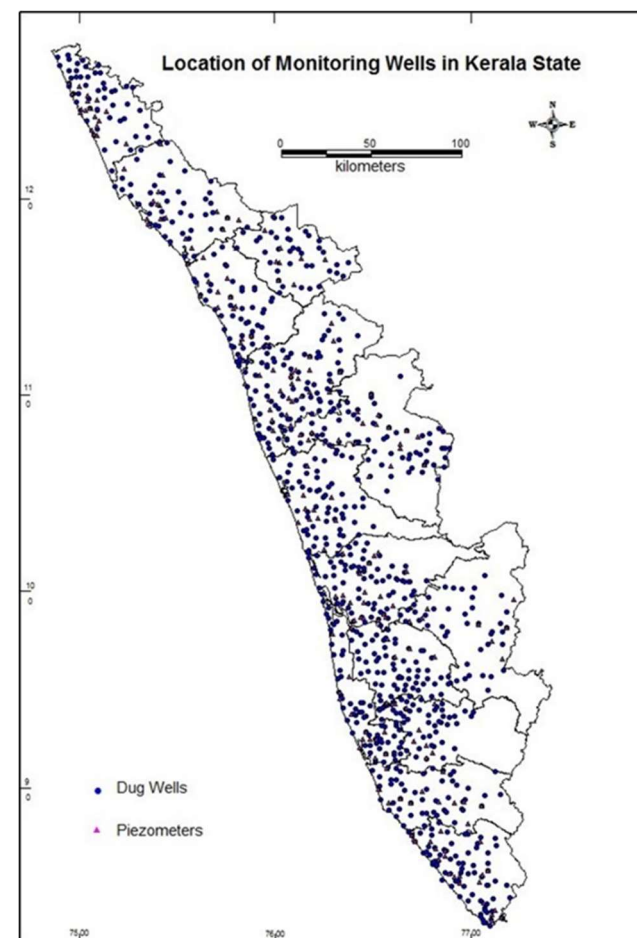 Location of Monitoring Wells in Kerala State
N
W E
S
0 50 100
kilometers
12
0
11
0
10
0
9
0
Dug Wells
Piezometers
75 00 76 00 77 00